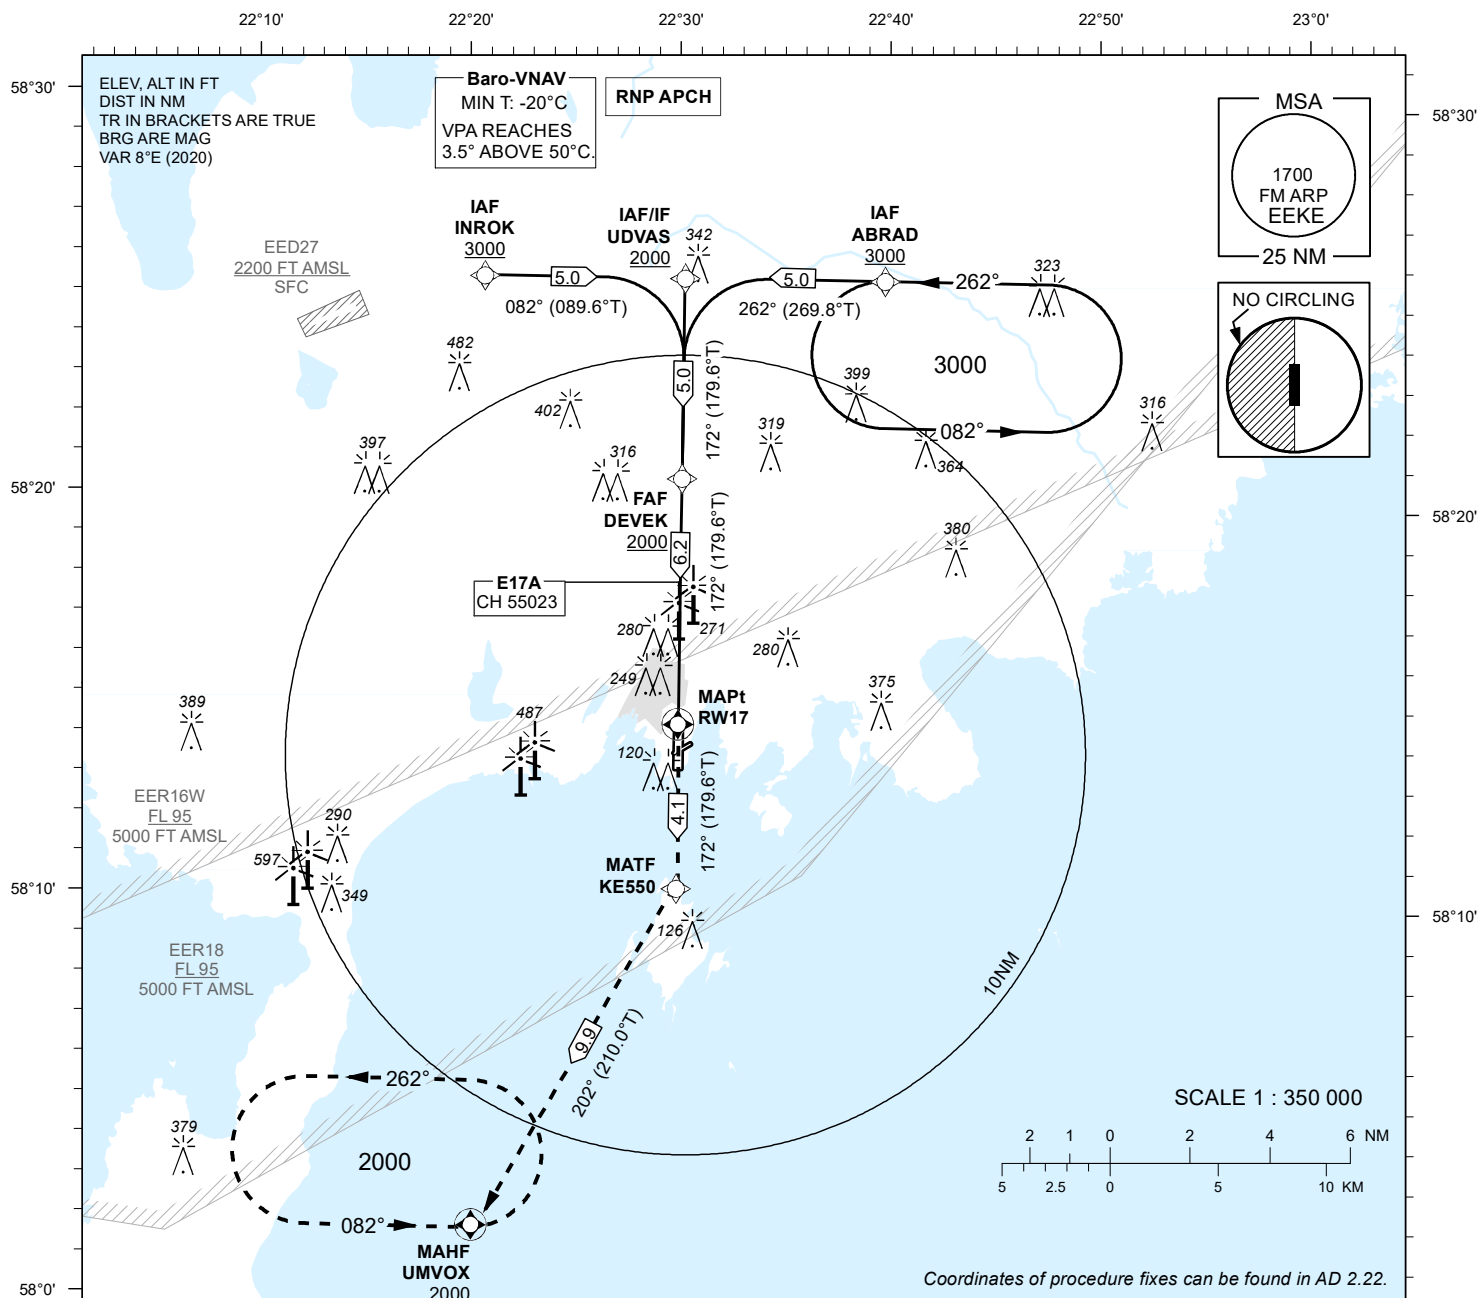 22°10' 22°20' 22°30' 22°40' 22°50' 23°0'
58°30'
58°30'
ELEV, ALT IN FT
DIST IN NM
TR IN BRACKETS ARE TRUE
BRG ARE MAG
VAR 8°E (2020)
Baro-VNAV
MIN T: -20°C
VPA REACHES
3.5° ABOVE 50°C.
RNP APCH
MSA
1700
FM ARP
EEKE
25 NM
NO CIRCLING
EED27
2200 FT AMSL
SFC
IAF
INROK
3000
IAF/IF
UDVAS
2000
342
IAF
ABRAD
3000
5.0
082° (089.6°T)
5.0
262° (269.8°T)
262°
323
3000
082°
482
402
397
316
319
399
364
316
5.0
172° (179.6°T)
58°20'
58°20'
FAF
DEVEK
2000
6.2
172° (179.6°T)
380
E17A
CH 55023
271
280
249
280
375
MAPt
RW17
389
487
120
4.1
172° (179.6°T)
EER16W
FL 95
5000 FT AMSL
290
597
349
MATF
KE550
126
58°10'
58°10'
EER18
FL 95
5000 FT AMSL
10NM
9.9
202° (210.0°T)
262°
2000
082°
379
MAHF
UMVOX
2000
SCALE 1 : 350 000
2 1 0 2 4 6 NM
5 2.5 0 5 10 KM
58°0'
Coordinates of procedure fixes can be found in AD 2.22.